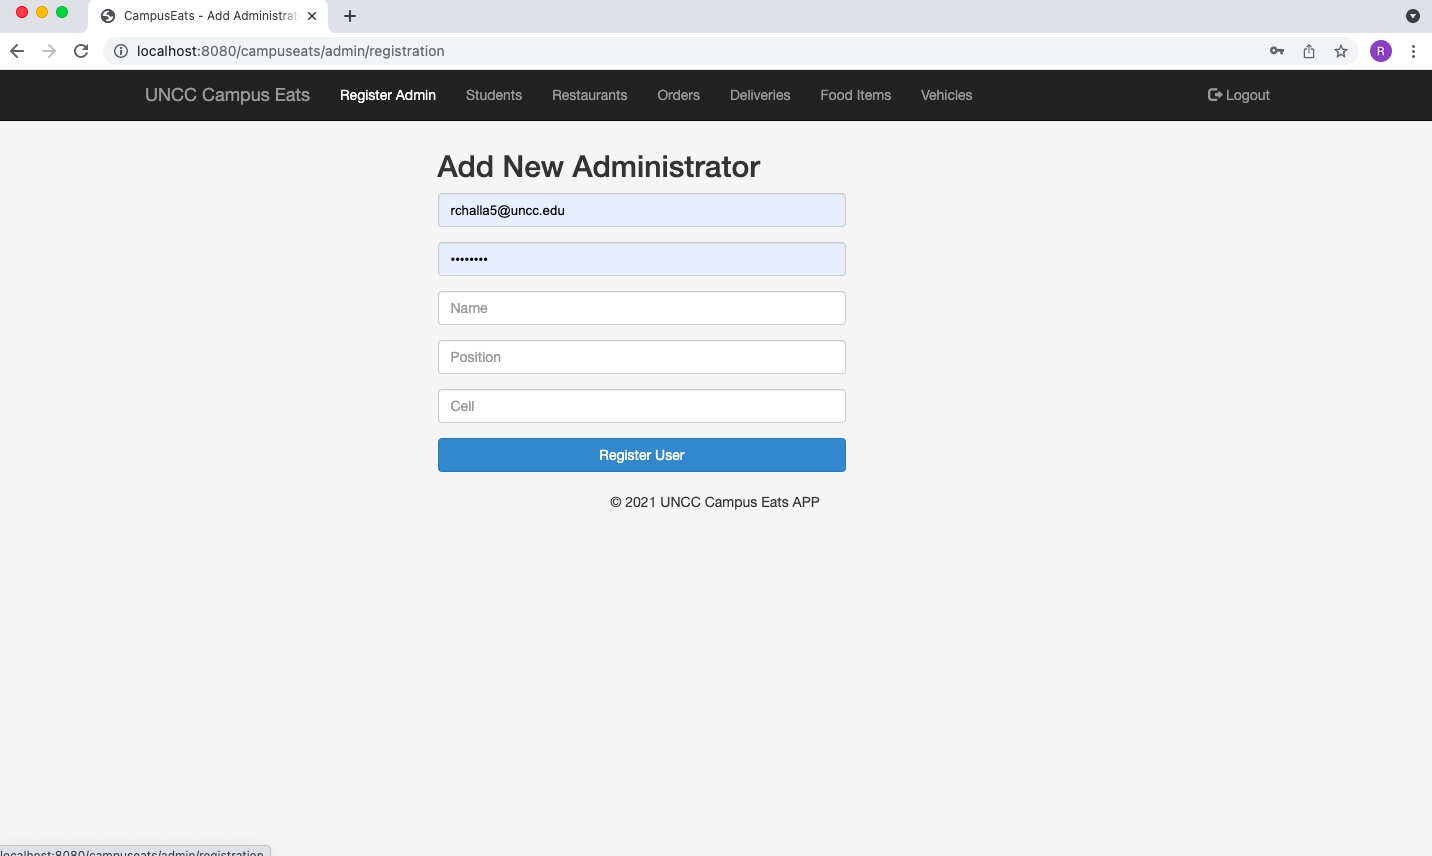 CampusEats - Add Administrat
localhost:8080/campuseats/admin/registration
R
UNCC Campus Eats Register Admin Students Restaurants Orders Deliveries Food Items Vehicles Logout
Add New Administrator
rchalla5@uncc.edu
••••••••
Name
Position
Cell
Register User
© 2021 UNCC Campus Eats APP
localhost:8080/campuseats/admin/registration